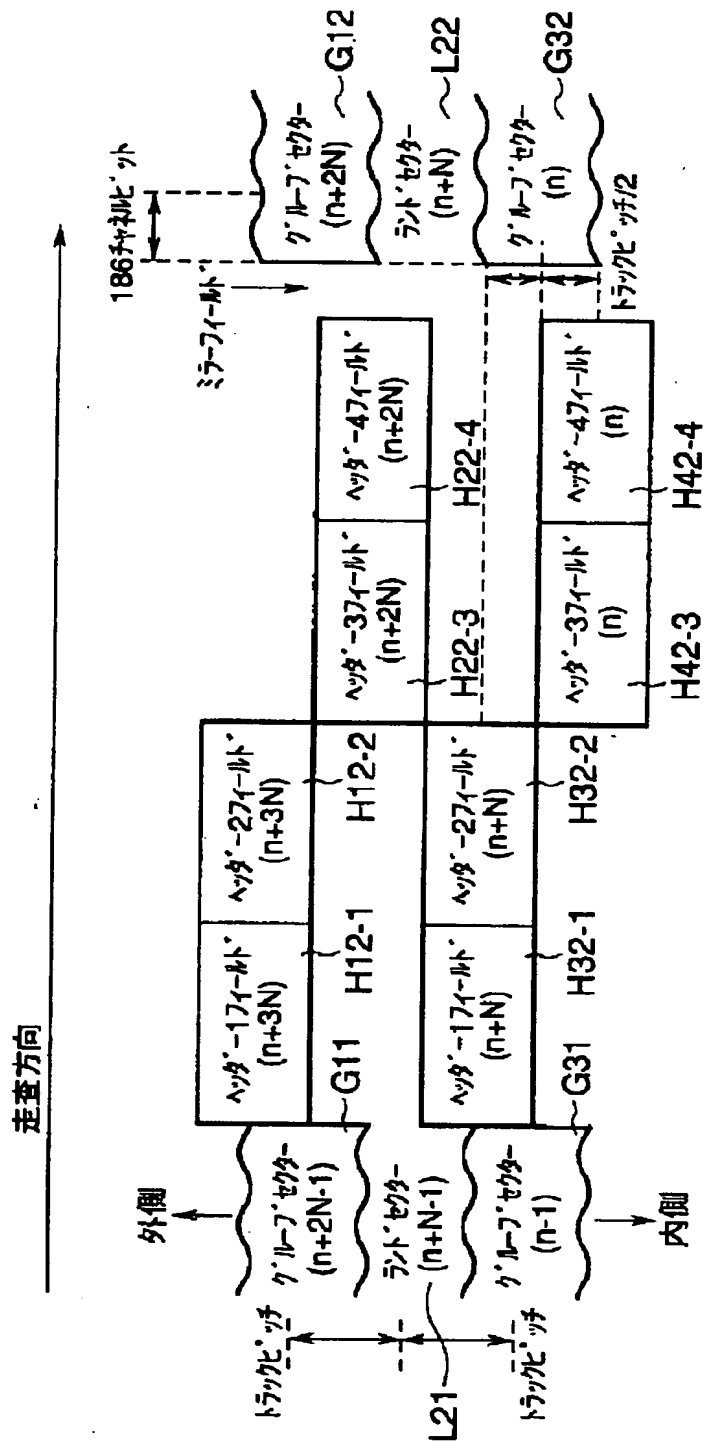 走査方向
外側
186チャネルビット
ミラーフィールド
トラックピッチ
グルーブセクター
(n+2N-1)
G11
ヘッダー1フィールド
(n+3N)
H12-1
ヘッダー2フィールド
(n+3N)
H12-2
ヘッダー3フィールド
(n+2N)
H22-3
ヘッダー4フィールド
(n+2N)
H22-4
グルーブセクター
(n+2N)
G12
ランドセクター
(n+N-1)
L21
ランドセクター
(n+N)
L22
トラックピッチ
グルーブセクター
(n-1)
G31
内側
ヘッダー1フィールド
(n+N)
H32-1
ヘッダー2フィールド
(n+N)
H32-2
ヘッダー3フィールド
(n)
H42-3
ヘッダー4フィールド
(n)
H42-4
グルーブセクター
(n)
G32
トラックピッチ/2